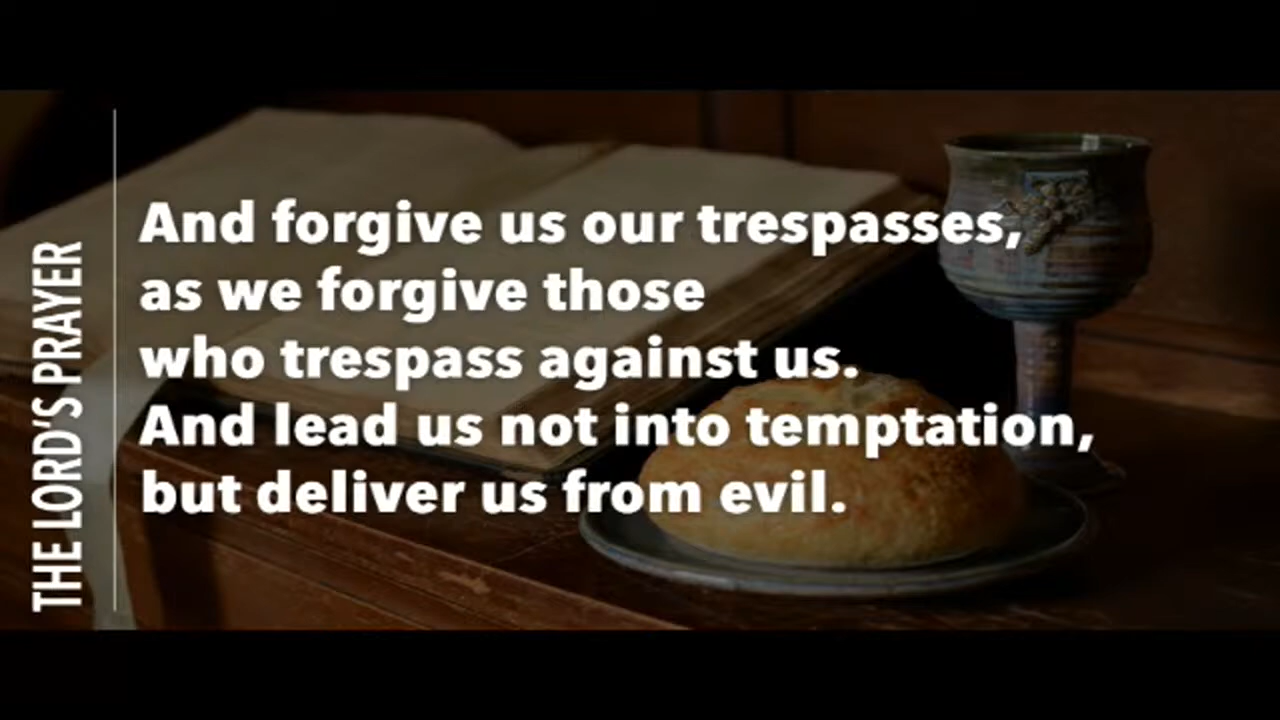 THE LORD'S PRAYER
And forgive us our trespasses,
as we forgive those
who trespass against us.
And lead us not into temptation,
but deliver us from evil.